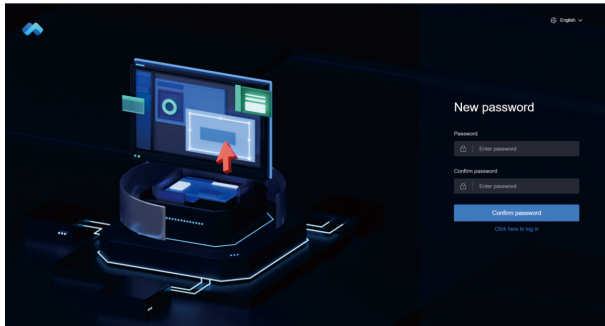 English
New password
Password
Enter password
Confirm password
Enter password
Confirm password
Click here to log in